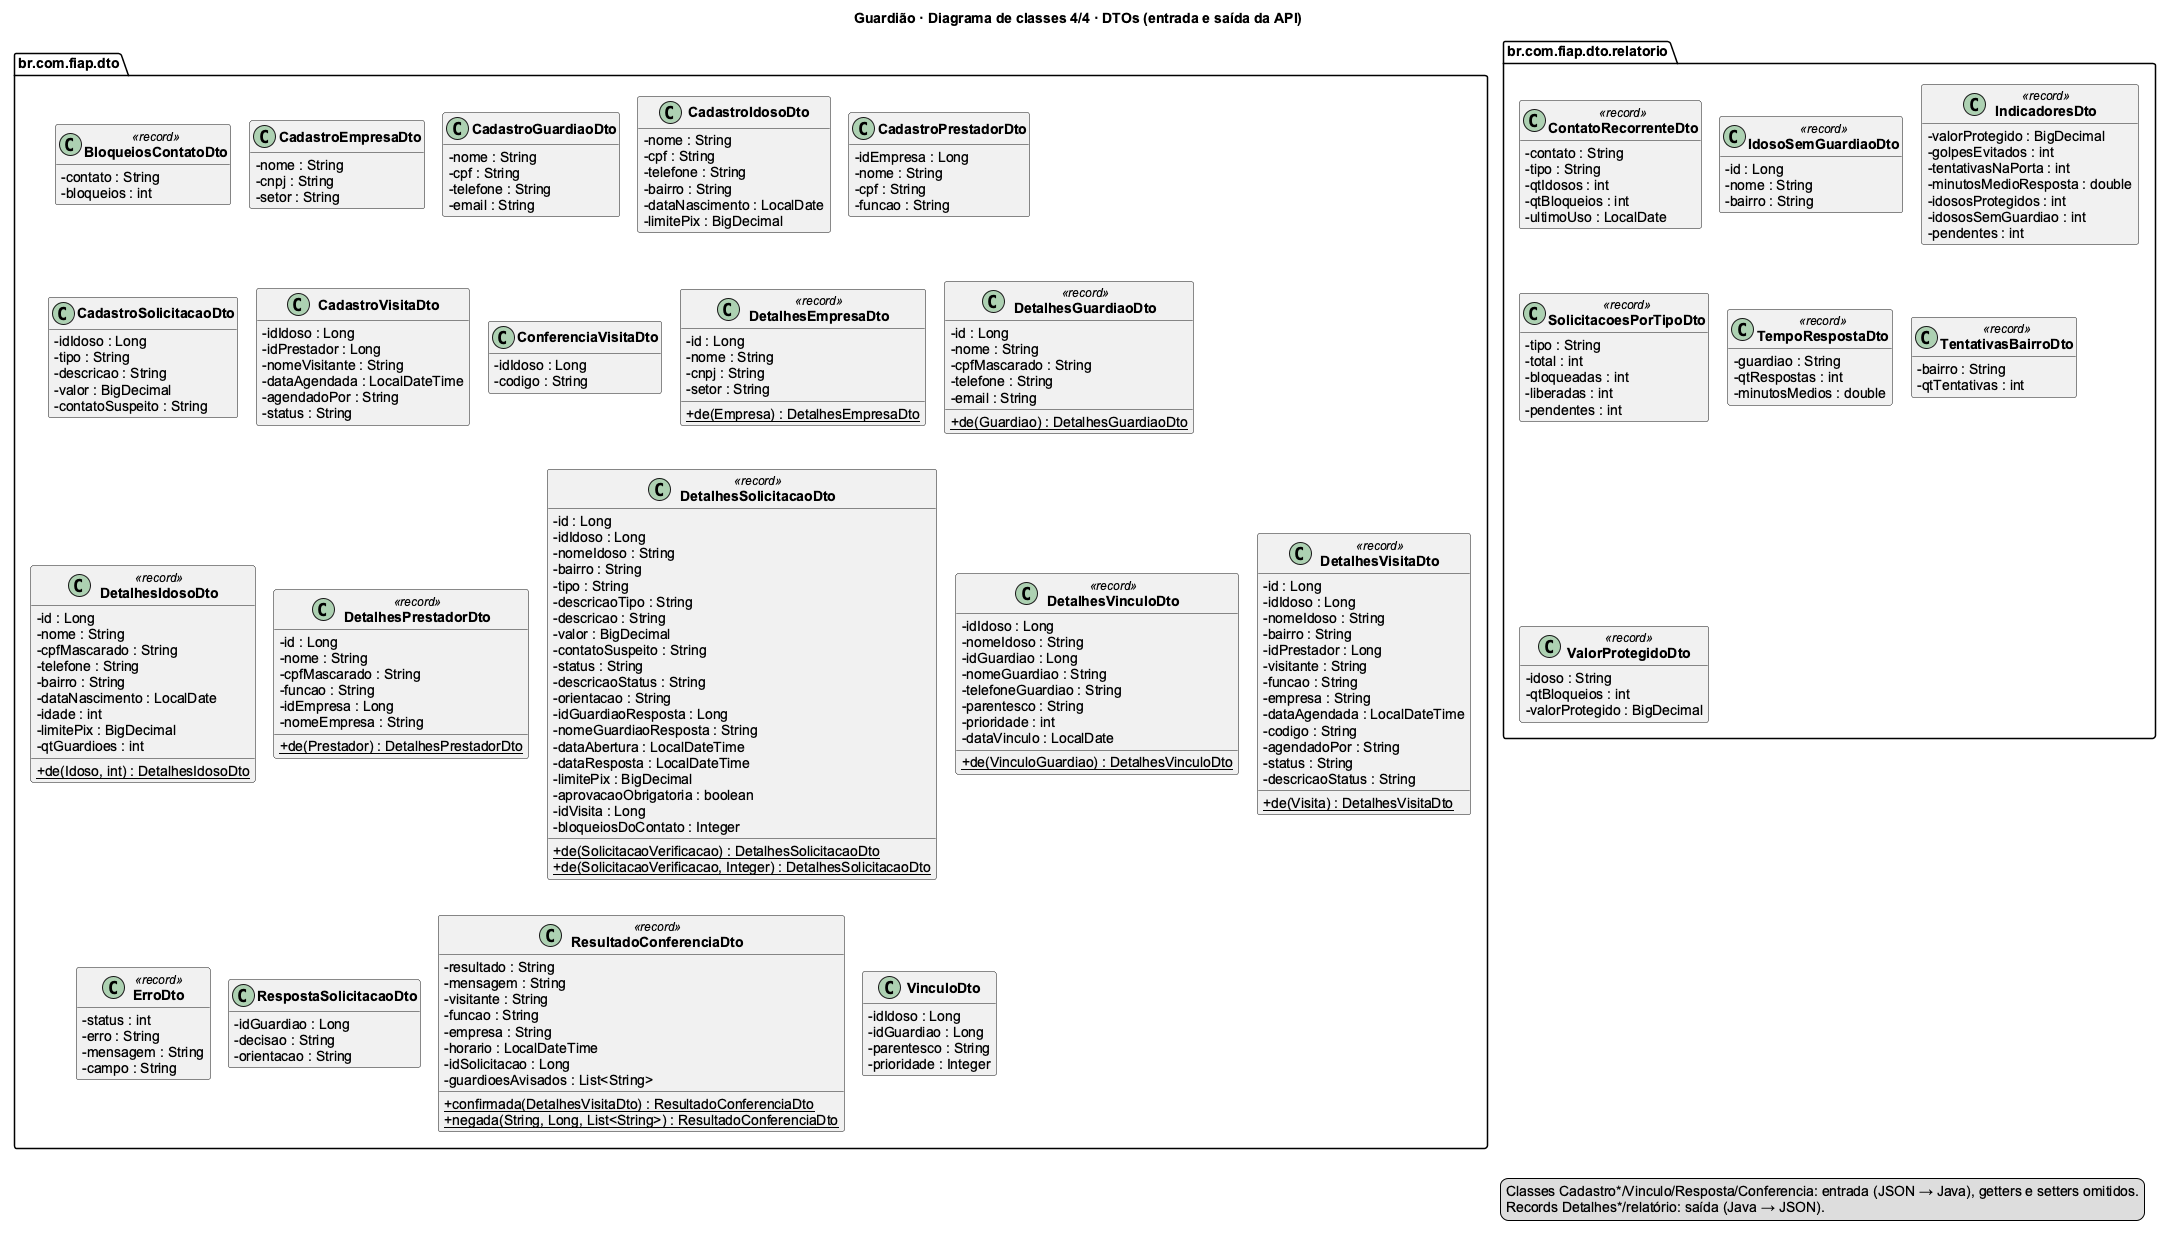 Guardião · Diagrama de classes 4/4 · DTOs (entrada e saída da API)
br.com.fiap.dto
C
«record»
BloqueiosContatoDto
-contato : String
-bloqueios : int
C
CadastroEmpresaDto
-nome : String
-cnpj : String
-setor : String
C
CadastroGuardiaoDto
-nome : String
-cpf : String
-telefone : String
-email : String
C
CadastroIdosoDto
-nome : String
-cpf : String
-telefone : String
-bairro : String
-dataNascimento : LocalDate
-limitePix : BigDecimal
C
CadastroPrestadorDto
-idEmpresa : Long
-nome : String
-cpf : String
-funcao : String
C
CadastroSolicitacaoDto
-idIdoso : Long
-tipo : String
-descricao : String
-valor : BigDecimal
-contatoSuspeito : String
C
CadastroVisitaDto
-idIdoso : Long
-idPrestador : Long
-nomeVisitante : String
-dataAgendada : LocalDateTime
-agendadoPor : String
-status : String
C
ConferenciaVisitaDto
-idIdoso : Long
-codigo : String
C
«record»
DetalhesEmpresaDto
-id : Long
-nome : String
-cnpj : String
-setor : String
+de(Empresa) : DetalhesEmpresaDto
C
«record»
DetalhesGuardiaoDto
-id : Long
-nome : String
-cpfMascarado : String
-telefone : String
-email : String
+de(Guardiao) : DetalhesGuardiaoDto
C
«record»
DetalhesIdosoDto
-id : Long
-nome : String
-cpfMascarado : String
-telefone : String
-bairro : String
-dataNascimento : LocalDate
-idade : int
-limitePix : BigDecimal
-qtGuardioes : int
+de(Idoso, int) : DetalhesIdosoDto
C
«record»
DetalhesPrestadorDto
-id : Long
-nome : String
-cpfMascarado : String
-funcao : String
-idEmpresa : Long
-nomeEmpresa : String
+de(Prestador) : DetalhesPrestadorDto
C
«record»
DetalhesSolicitacaoDto
-id : Long
-idIdoso : Long
-nomeIdoso : String
-bairro : String
-tipo : String
-descricaoTipo : String
-descricao : String
-valor : BigDecimal
-contatoSuspeito : String
-status : String
-descricaoStatus : String
-orientacao : String
-idGuardiaoResposta : Long
-nomeGuardiaoResposta : String
-dataAbertura : LocalDateTime
-dataResposta : LocalDateTime
-limitePix : BigDecimal
-aprovacaoObrigatoria : boolean
-idVisita : Long
-bloqueiosDoContato : Integer
+de(SolicitacaoVerificacao) : DetalhesSolicitacaoDto
+de(SolicitacaoVerificacao, Integer) : DetalhesSolicitacaoDto
C
«record»
DetalhesVinculoDto
-idIdoso : Long
-nomeIdoso : String
-idGuardiao : Long
-nomeGuardiao : String
-telefoneGuardiao : String
-parentesco : String
-prioridade : int
-dataVinculo : LocalDate
+de(VinculoGuardiao) : DetalhesVinculoDto
C
«record»
DetalhesVisitaDto
-id : Long
-idIdoso : Long
-nomeIdoso : String
-bairro : String
-idPrestador : Long
-visitante : String
-funcao : String
-empresa : String
-dataAgendada : LocalDateTime
-codigo : String
-agendadoPor : String
-status : String
-descricaoStatus : String
+de(Visita) : DetalhesVisitaDto
C
«record»
ErroDto
-status : int
-erro : String
-mensagem : String
-campo : String
C
RespostaSolicitacaoDto
-idGuardiao : Long
-decisao : String
-orientacao : String
C
«record»
ResultadoConferenciaDto
-resultado : String
-mensagem : String
-visitante : String
-funcao : String
-empresa : String
-horario : LocalDateTime
-idSolicitacao : Long
-guardioesAvisados : List<String>
+confirmada(DetalhesVisitaDto) : ResultadoConferenciaDto
+negada(String, Long, List<String>) : ResultadoConferenciaDto
C
VinculoDto
-idIdoso : Long
-idGuardiao : Long
-parentesco : String
-prioridade : Integer
br.com.fiap.dto.relatorio
C
«record»
ContatoRecorrenteDto
-contato : String
-tipo : String
-qtIdosos : int
-qtBloqueios : int
-ultimoUso : LocalDate
C
«record»
IdosoSemGuardiaoDto
-id : Long
-nome : String
-bairro : String
C
«record»
IndicadoresDto
-valorProtegido : BigDecimal
-golpesEvitados : int
-tentativasNaPorta : int
-minutosMedioResposta : double
-idososProtegidos : int
-idososSemGuardiao : int
-pendentes : int
C
«record»
SolicitacoesPorTipoDto
-tipo : String
-total : int
-bloqueadas : int
-liberadas : int
-pendentes : int
C
«record»
TempoRespostaDto
-guardiao : String
-qtRespostas : int
-minutosMedios : double
C
«record»
TentativasBairroDto
-bairro : String
-qtTentativas : int
C
«record»
ValorProtegidoDto
-idoso : String
-qtBloqueios : int
-valorProtegido : BigDecimal
Classes Cadastro*/Vinculo/Resposta/Conferencia: entrada (JSON → Java), getters e setters omitidos.
Records Detalhes*/relatório: saída (Java → JSON).